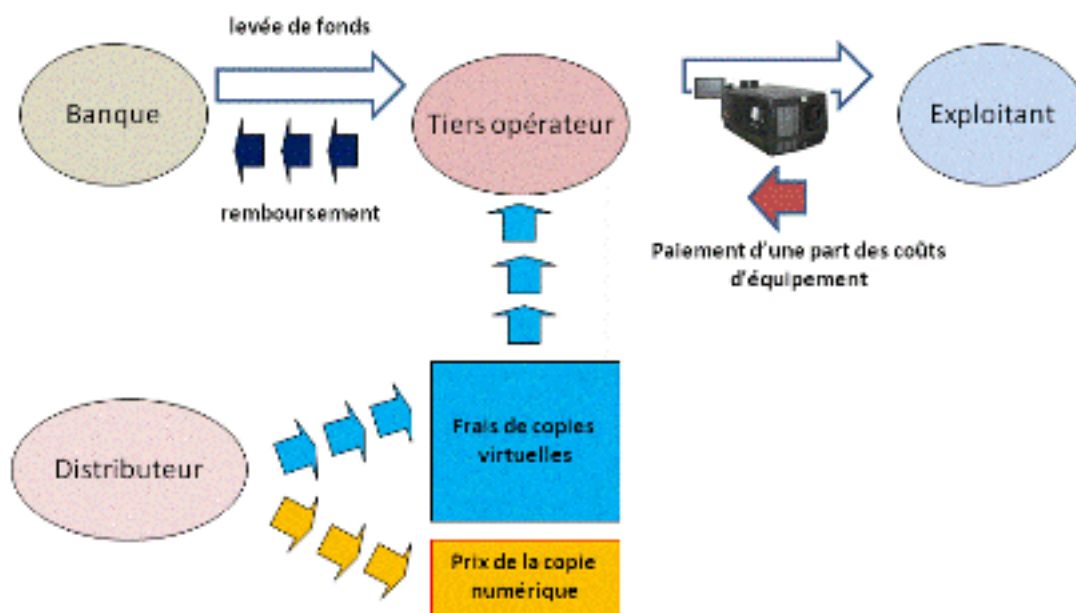 levée de fonds
Banque
Tiers opérateur
Exploitant
remboursement
Paiement d'une part des coûts
d'équipement
Frais de copies
virtuelles
Distributeur
Prix de la copie
numérique